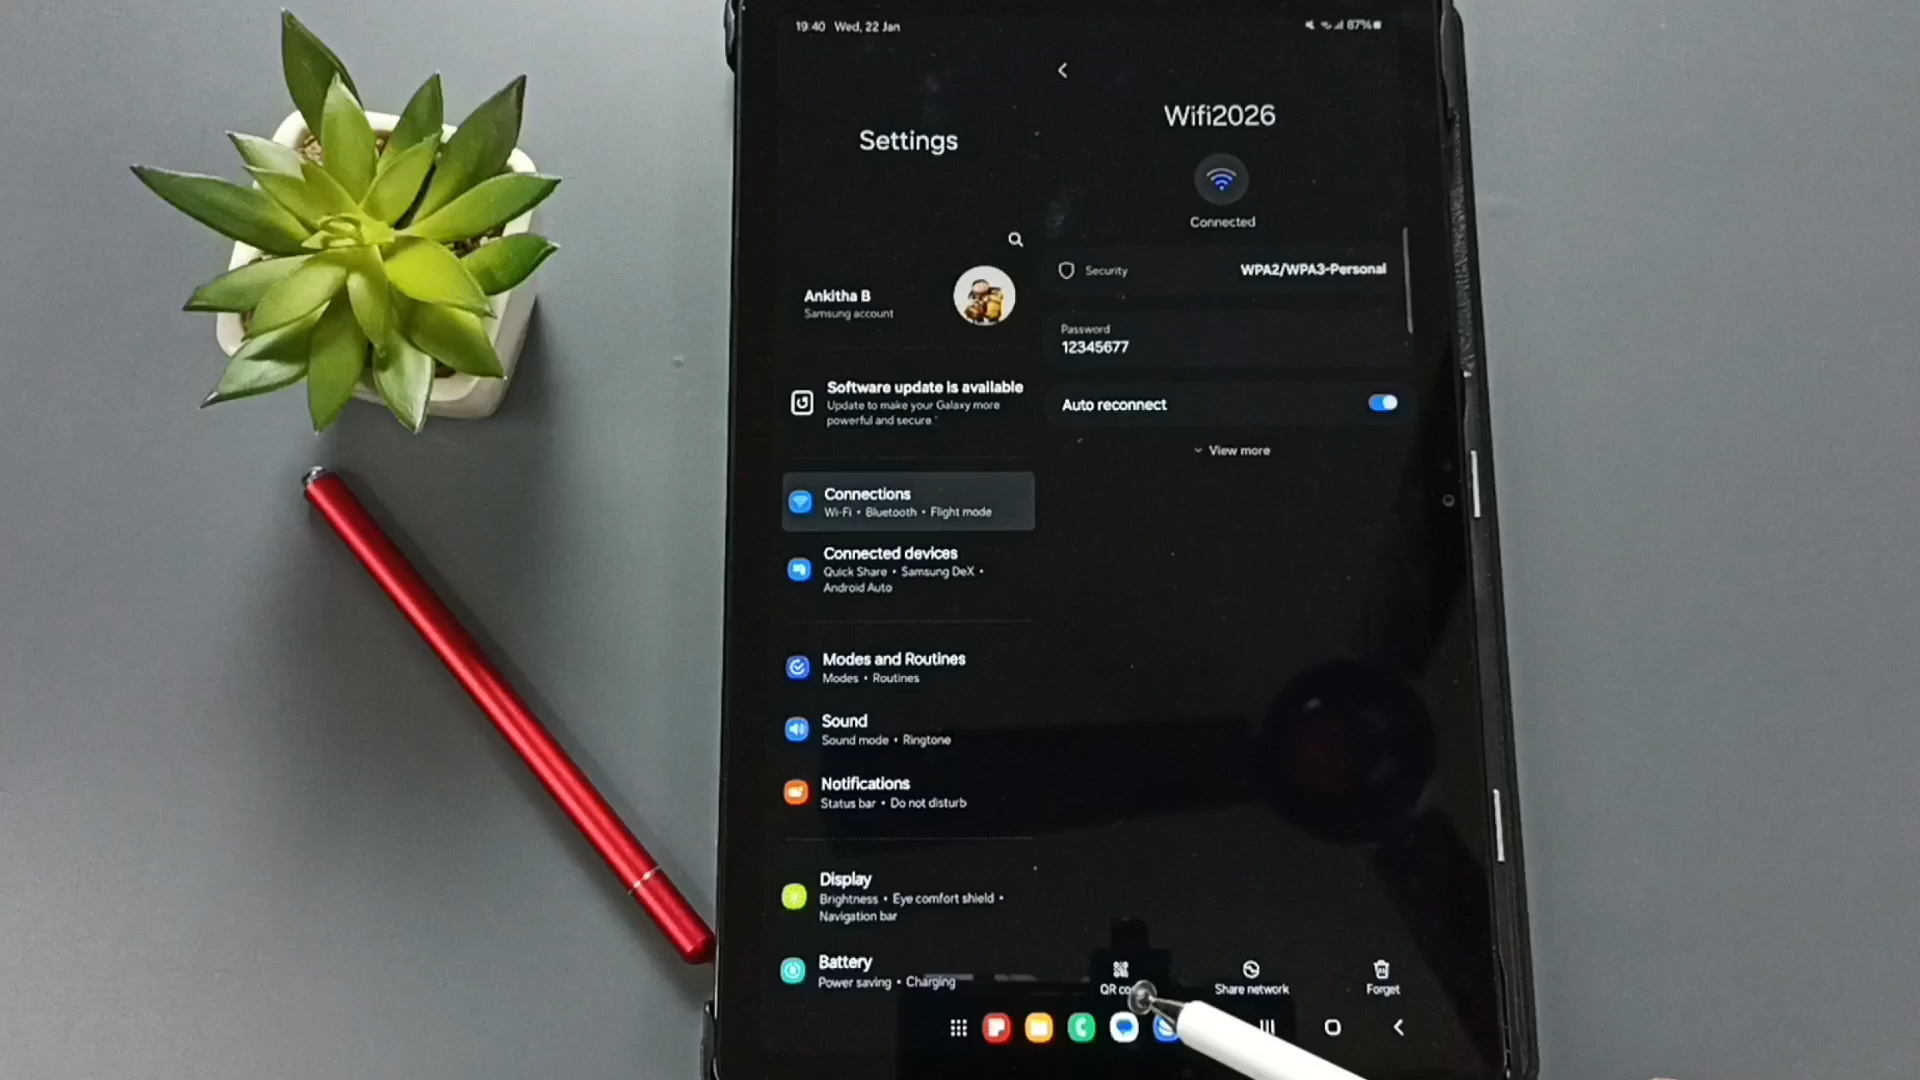 19:40 Wed, 22 Jan
87%
Settings
Ankitha B
Samsung account
Software update is available
Update to make your Galaxy more
powerful and secure
Connections
Wi-Fi • Bluetooth • Flight mode
Connected devices
Quick Share • Samsung DeX •
Android Auto
Modes and Routines
Modes • Routines
Sound
Sound mode • Ringtone
Notifications
Status bar • Do not disturb
Display
Brightness • Eye comfort shield •
Navigation bar
Battery
Power saving • Charging
Wifi2026
Connected
Security WPA2/WPA3-Personal
Password
12345677
Auto reconnect
View more
QR co
Share network
Forget